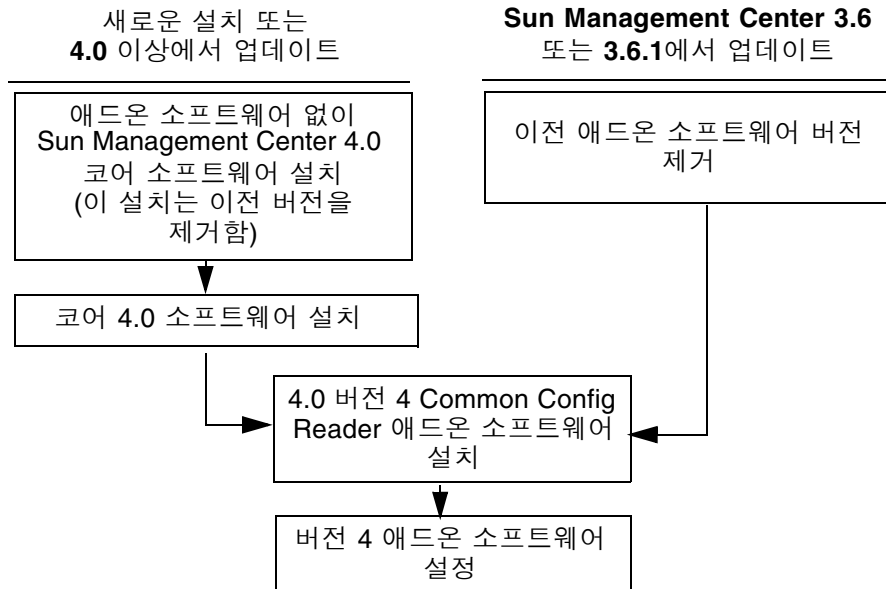 새로운 설치 또는
4.0 이상에서 업데이트
Sun Management Center 3.6
또는 3.6.1에서 업데이트
애드온 소프트웨어 없이
Sun Management Center 4.0
코어 소프트웨어 설치
(이 설치는 이전 버전을
제거함)
이전 애드온 소프트웨어 버전
제거
코어 4.0 소프트웨어 설치
4.0 버전 4 Common Config
Reader 애드온 소프트웨어
설치
버전 4 애드온 소프트웨어
설정